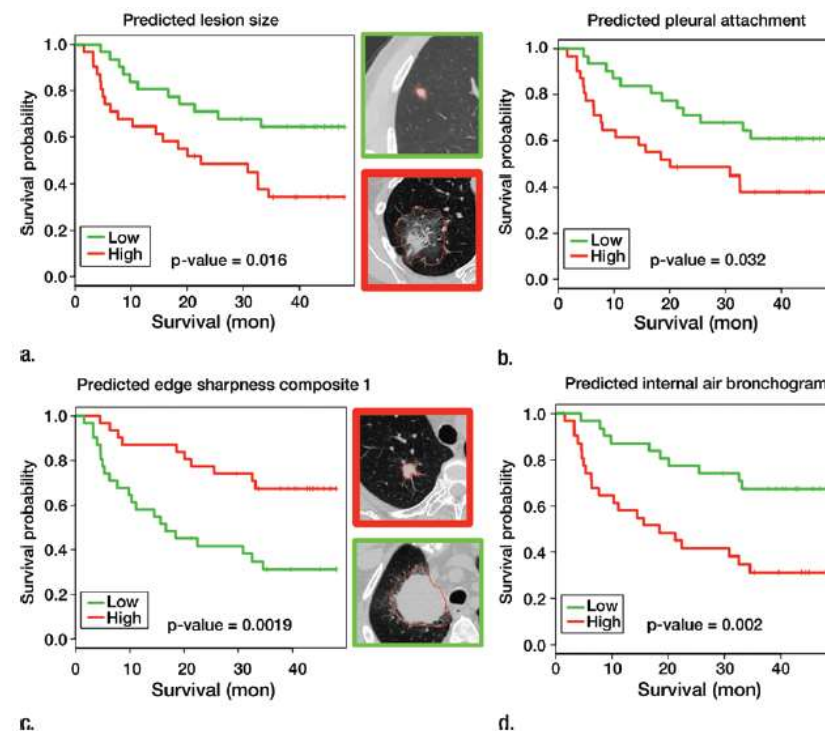 Predicted lesion size
Survival probability
1.0
0.8
0.6
0.4
0.2
0.0
Low
High
p-value = 0.016
0 10 20 30 40
Survival (mon)
a.
Predicted pleural attachment
Survival probability
1.0
0.8
0.6
0.4
0.2
0.0
Low
High
p-value = 0.032
0 10 20 30 40
Survival (mon)
b.
Predicted edge sharpness composite 1
Survival probability
1.0
0.8
0.6
0.4
0.2
0.0
Low
High
p-value = 0.0019
0 10 20 30 40
Survival (mon)
c.
Predicted internal air bronchogram
Survival probability
1.0
0.8
0.6
0.4
0.2
0.0
Low
High
p-value = 0.002
0 10 20 30 40
Survival (mon)
d.